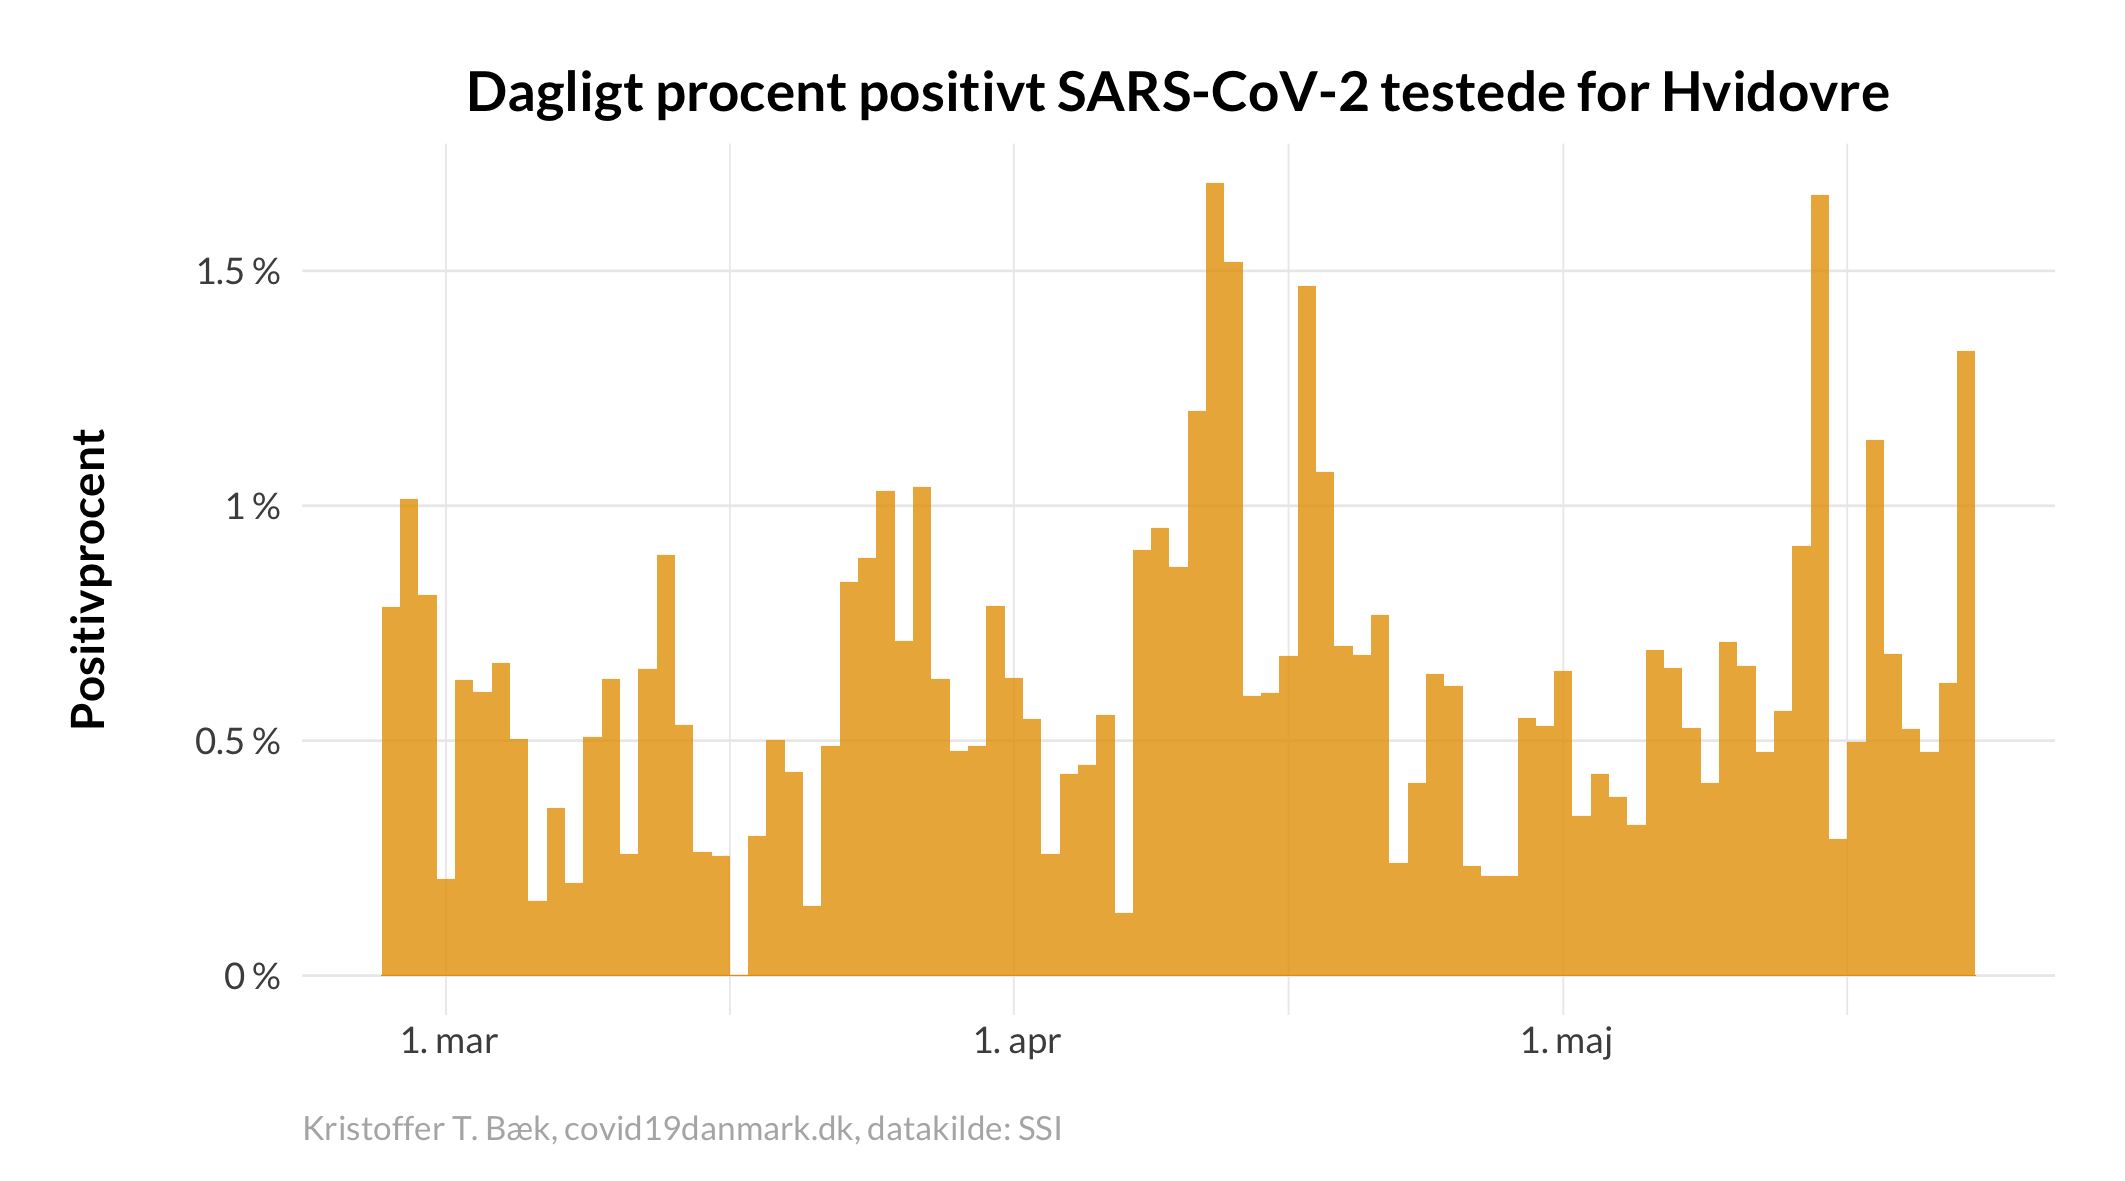 Dagligt procent positivt SARS-CoV-2 testede for Hvidovre
Positivprocent
1.5 %
1 %
0.5 %
0 %
1. mar
1. apr
1. maj
Kristoffer T. Bæk, covid19danmark.dk, datakilde: SSI